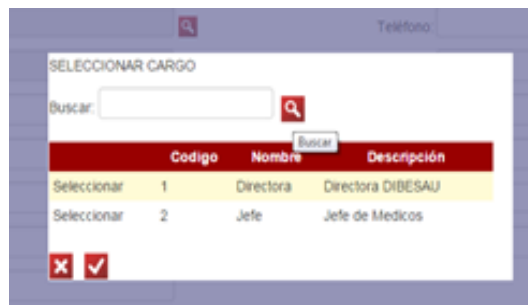 Teléfono:
SELECCIONAR CARGO
Buscar:
Buscar
Codigo Nombre Descripción
Seleccionar 1 Directora Directora DIBESAU
Seleccionar 2 Jefe Jefe de Medicos